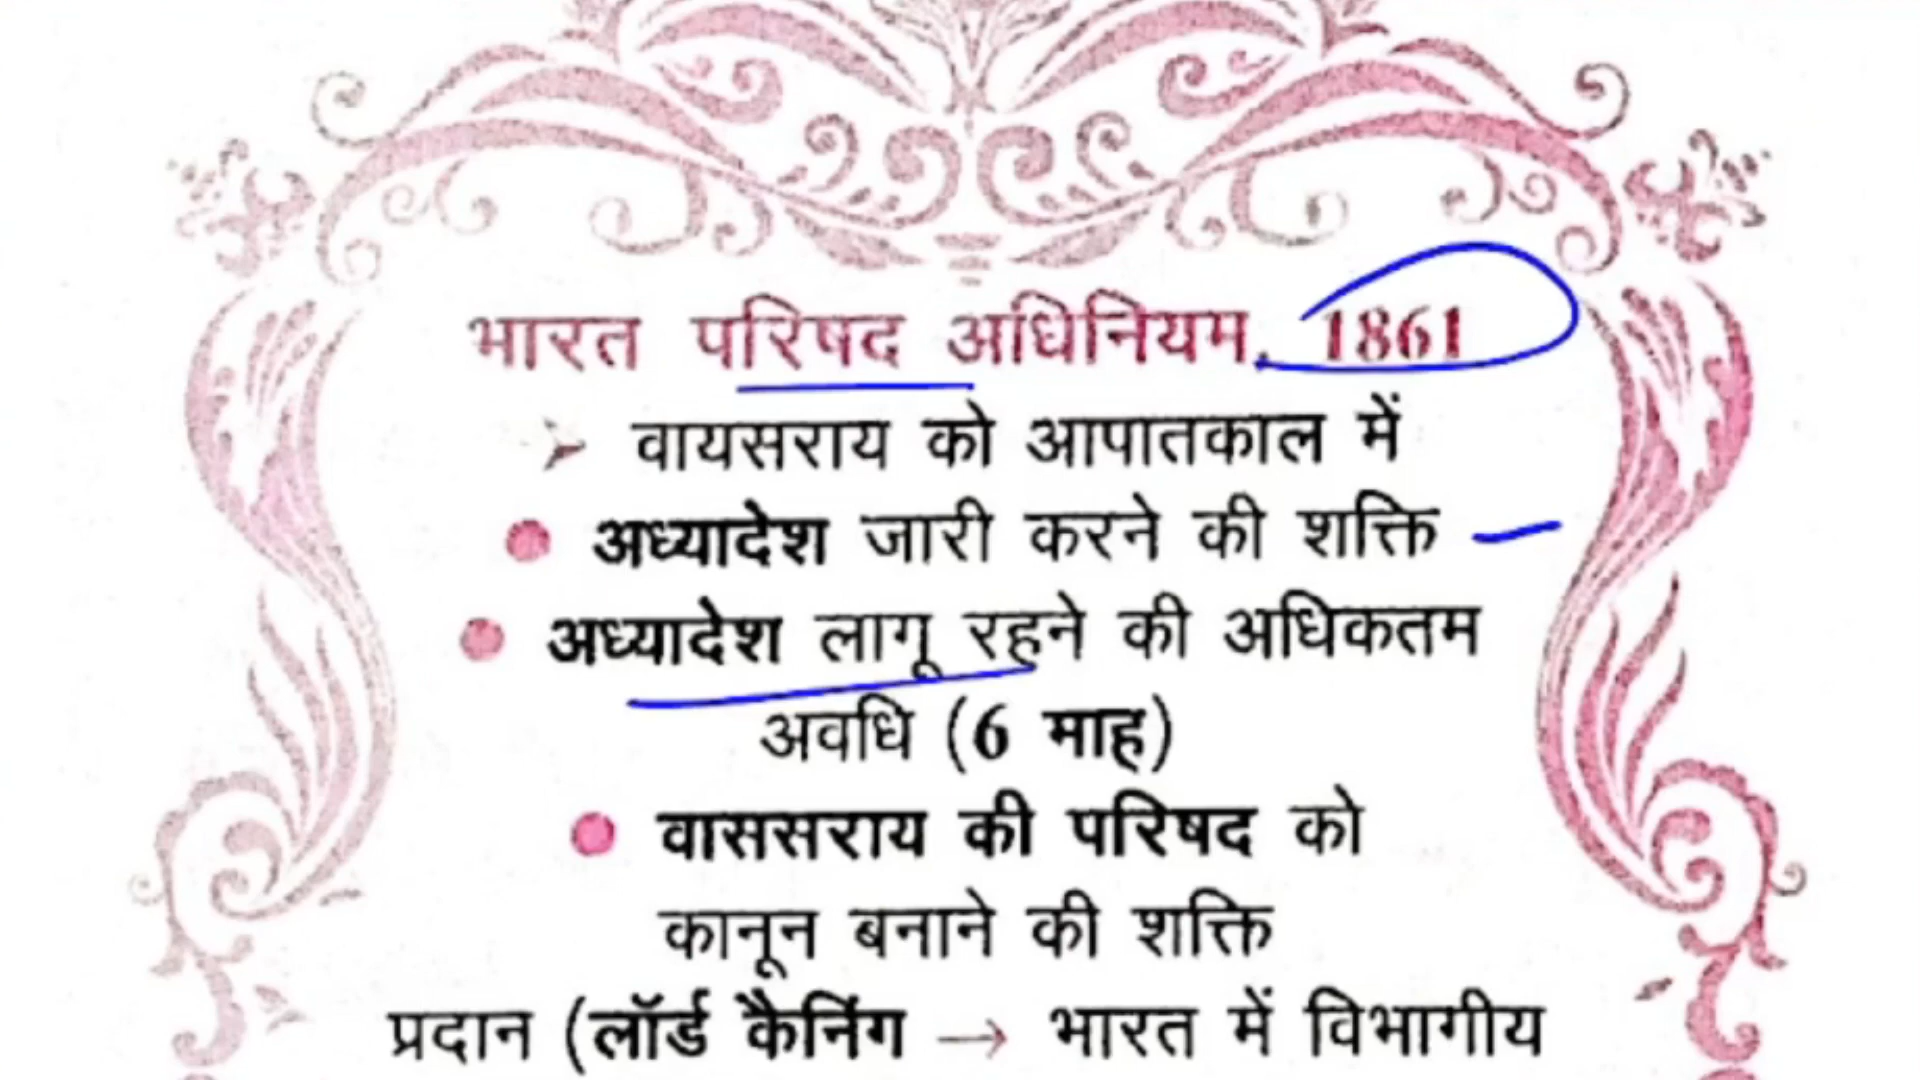 भारत परिषद अधिनियम, 1861
➤ वायसराय को आपातकाल में
● अध्यादेश जारी करने की शक्ति
● अध्यादेश लागू रहने की अधिकतम
अवधि (6 माह)
● वाससराय की परिषद को
कानून बनाने की शक्ति
प्रदान (लॉर्ड कैनिंग → भारत में विभागीय